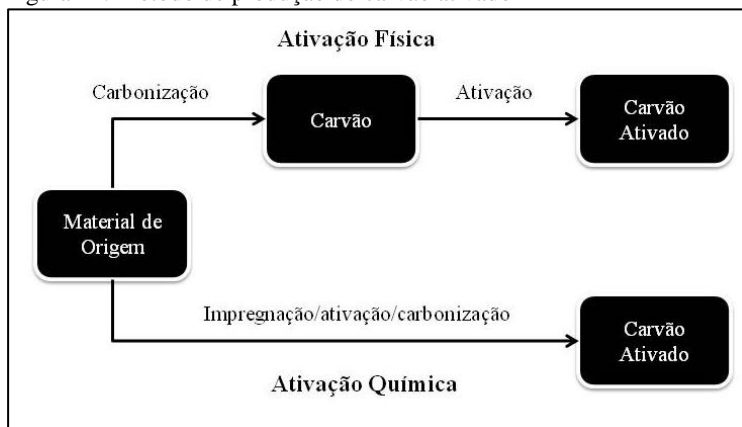 Ativação Física
Carbonização
Ativação
Carvão
Carvão
Ativado
Material de
Origem
Impregnação/ativação/carbonização
Carvão
Ativado
Ativação Química